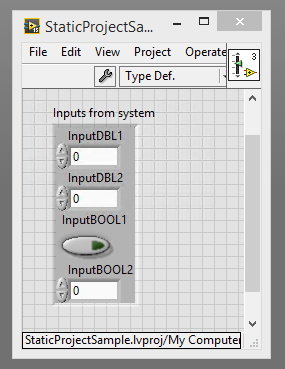 StaticProjectSa...
File Edit View Project Operate
Type Def.
3
Inputs from system
InputDBL1
0
InputDBL2
0
InputBOOL1
InputBOOL2
0
StaticProjectSample.lvproj/My Computer